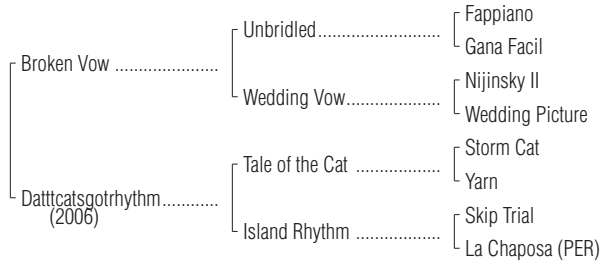 Fappiano
Unbridled...........................
Gana Facil
Broken Vow .......................
Nijinsky II
Wedding Vow.....................
Wedding Picture
Storm Cat
Tale of the Cat ...................
Yarn
Datttcatsgotrhythm............
(2006)
Skip Trial
Island Rhythm ...................
La Chaposa (PER)